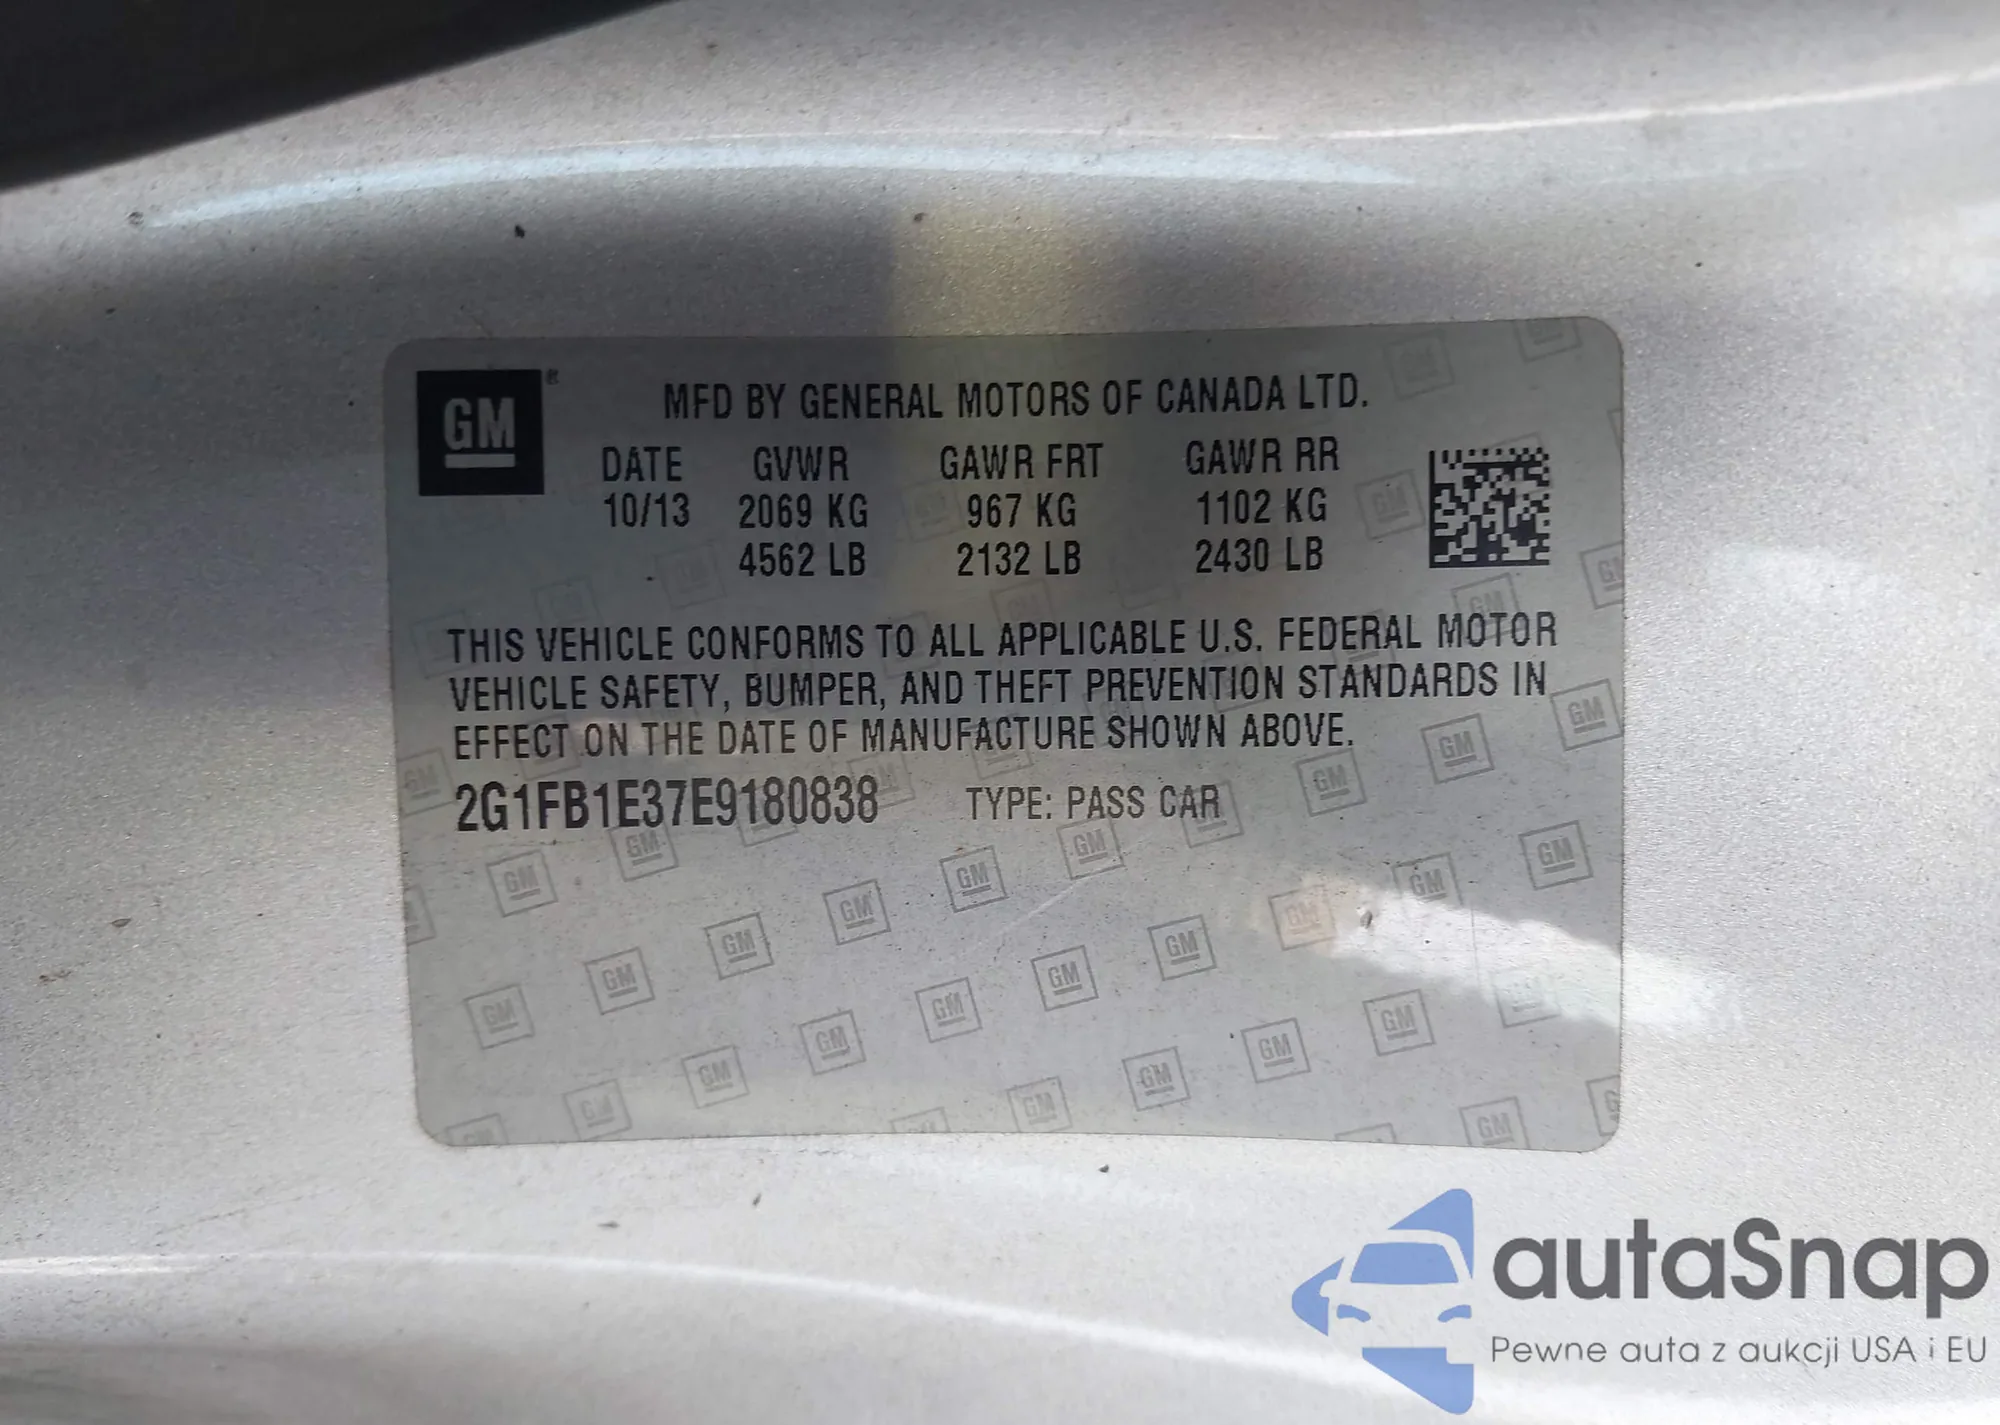 GM ®
MFD BY GENERAL MOTORS OF CANADA LTD.
DATE GVWR GAWR FRT GAWR RR
10/13 2069 KG 967 KG 1102 KG
4562 LB 2132 LB 2430 LB
THIS VEHICLE CONFORMS TO ALL APPLICABLE U.S. FEDERAL MOTOR
VEHICLE SAFETY, BUMPER, AND THEFT PREVENTION STANDARDS IN
EFFECT ON THE DATE OF MANUFACTURE SHOWN ABOVE.
2G1FB1E37E9180838 TYPE: PASS CAR
autaSnap
Pewne auta z aukcji USA i EU